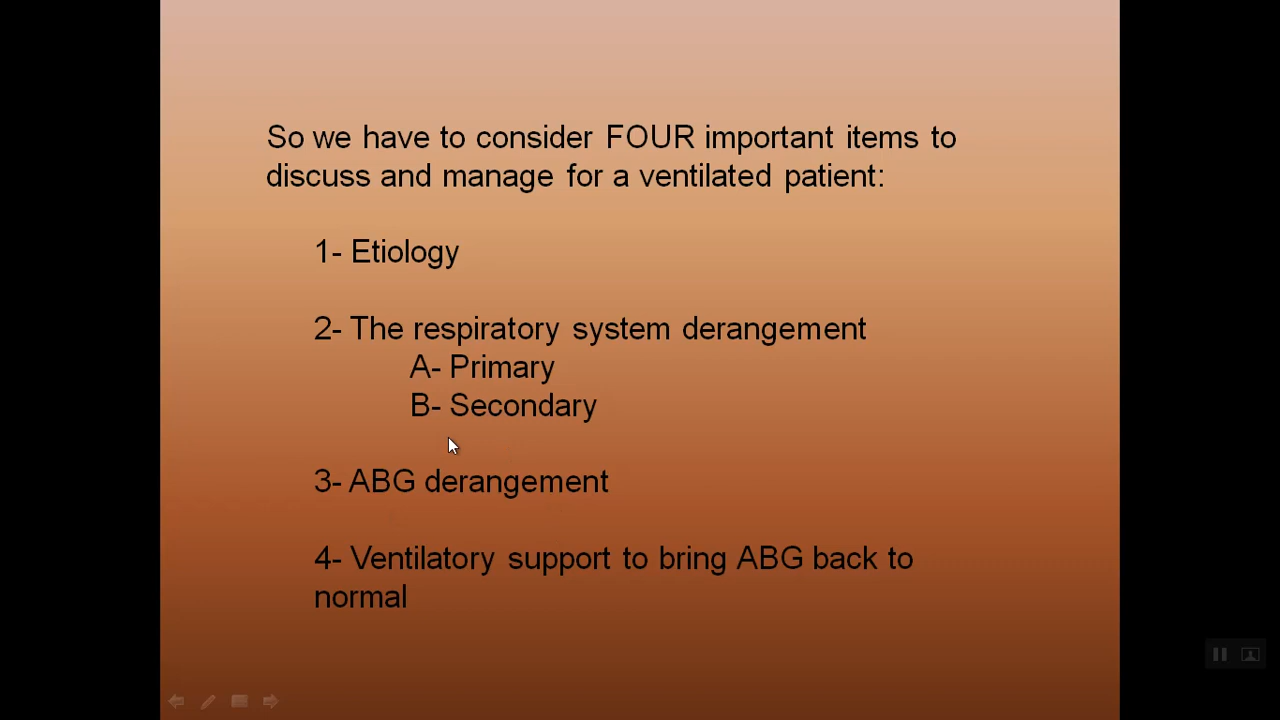 So we have to consider FOUR important items to
discuss and manage for a ventilated patient:
1- Etiology
2- The respiratory system derangement
A- Primary
B- Secondary
3- ABG derangement
4- Ventilatory support to bring ABG back to
normal